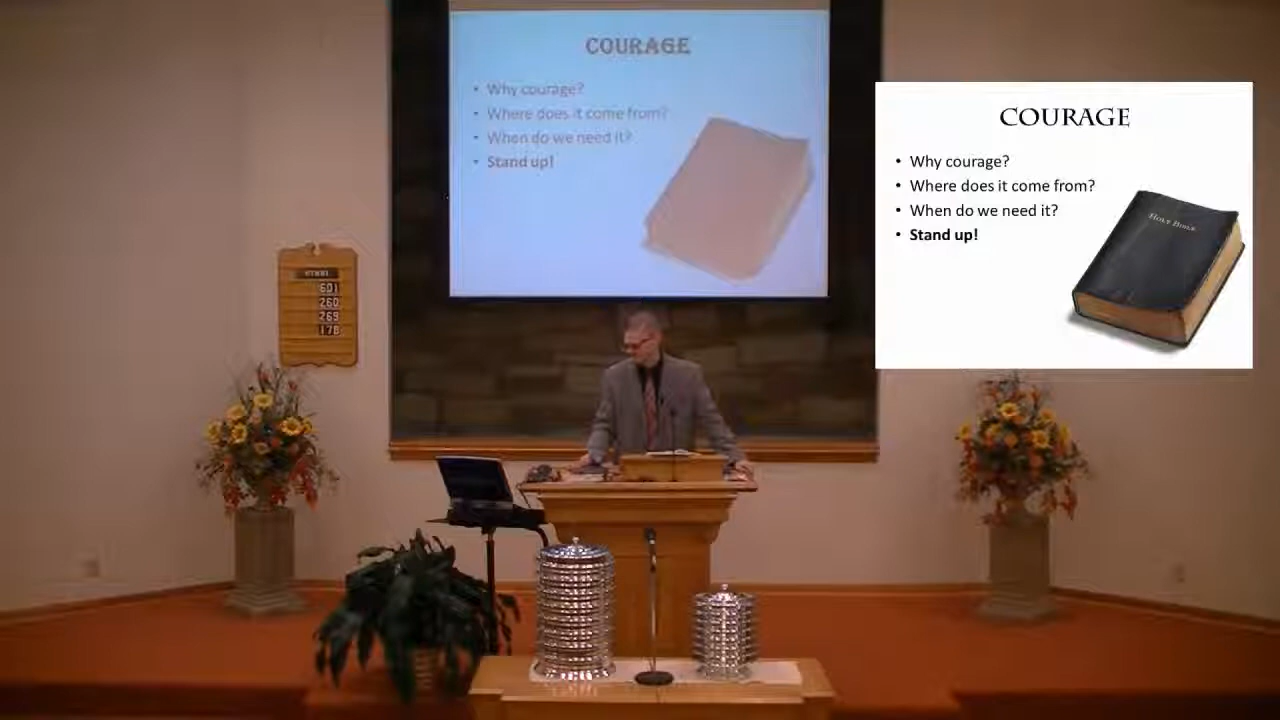 COURAGE
• Why courage?
• Where does it come from?
• When do we need it?
• Stand up!
HYMNS
601
260
269
178
COURAGE
• Why courage?
• Where does it come from?
• When do we need it?
• Stand up!
HOLY BIBLE